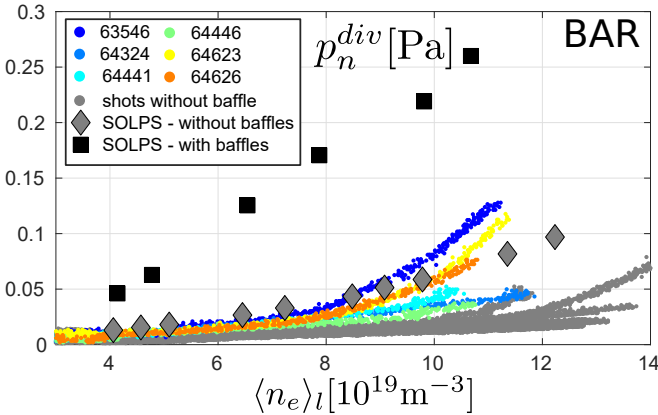 0.3
0.25
0.2
0.15
0.1
0.05
0
63546 64446
64324 64623
64441 64626
shots without baffle
SOLPS - without baffles
SOLPS - with baffles
p_n^{div}[Pa]
BAR
4 6 8 10 12 14
⟨n_e⟩_l [10^{19}m^{-3}]